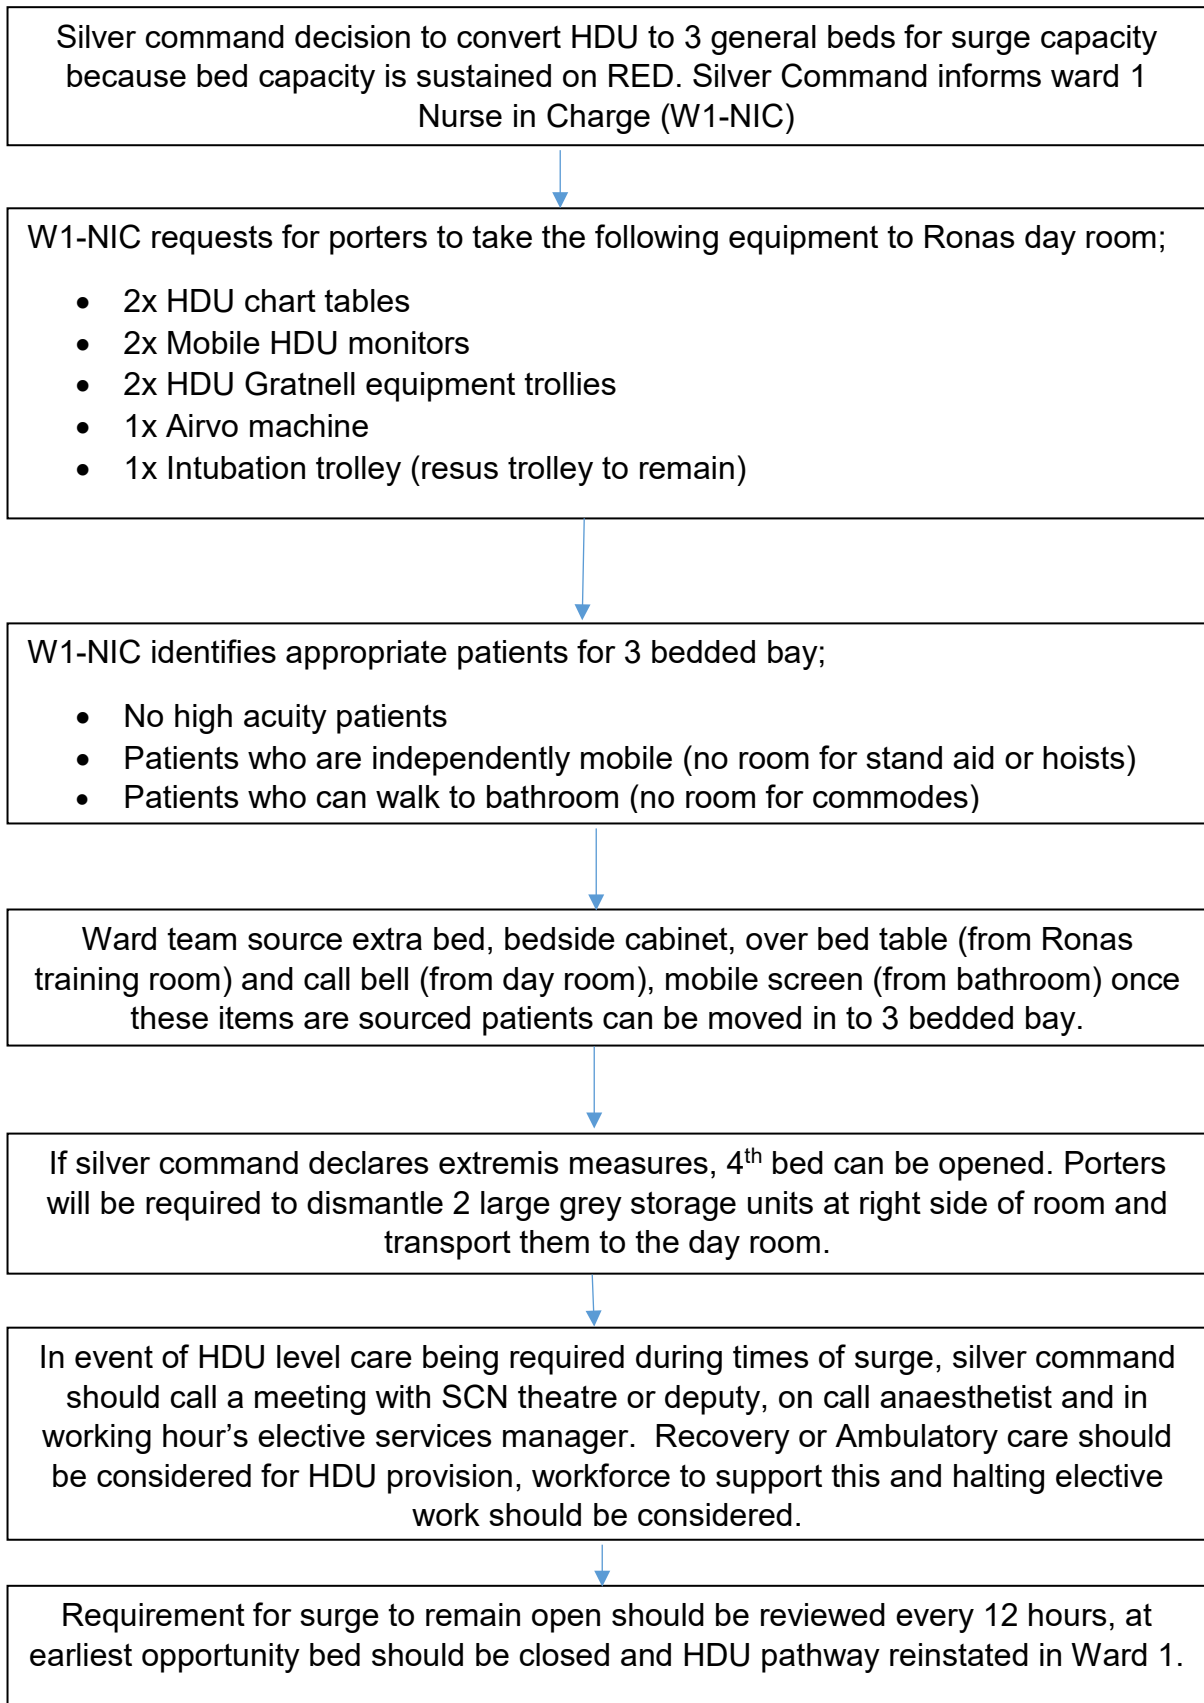 Silver command decision to convert HDU to 3 general beds for surge capacity
because bed capacity is sustained on RED. Silver Command informs ward 1
Nurse in Charge (W1-NIC)
W1-NIC requests for porters to take the following equipment to Ronas day room;
• 2x HDU chart tables
• 2x Mobile HDU monitors
• 2x HDU Gratnell equipment trollies
• 1x Airvo machine
• 1x Intubation trolley (resus trolley to remain)
W1-NIC identifies appropriate patients for 3 bedded bay;
• No high acuity patients
• Patients who are independently mobile (no room for stand aid or hoists)
• Patients who can walk to bathroom (no room for commodes)
Ward team source extra bed, bedside cabinet, over bed table (from Ronas
training room) and call bell (from day room), mobile screen (from bathroom) once
these items are sourced patients can be moved in to 3 bedded bay.
If silver command declares extremis measures, 4th bed can be opened. Porters
will be required to dismantle 2 large grey storage units at right side of room and
transport them to the day room.
In event of HDU level care being required during times of surge, silver command
should call a meeting with SCN theatre or deputy, on call anaesthetist and in
working hour's elective services manager.  Recovery or Ambulatory care should
be considered for HDU provision, workforce to support this and halting elective
work should be considered.
Requirement for surge to remain open should be reviewed every 12 hours, at
earliest opportunity bed should be closed and HDU pathway reinstated in Ward 1.